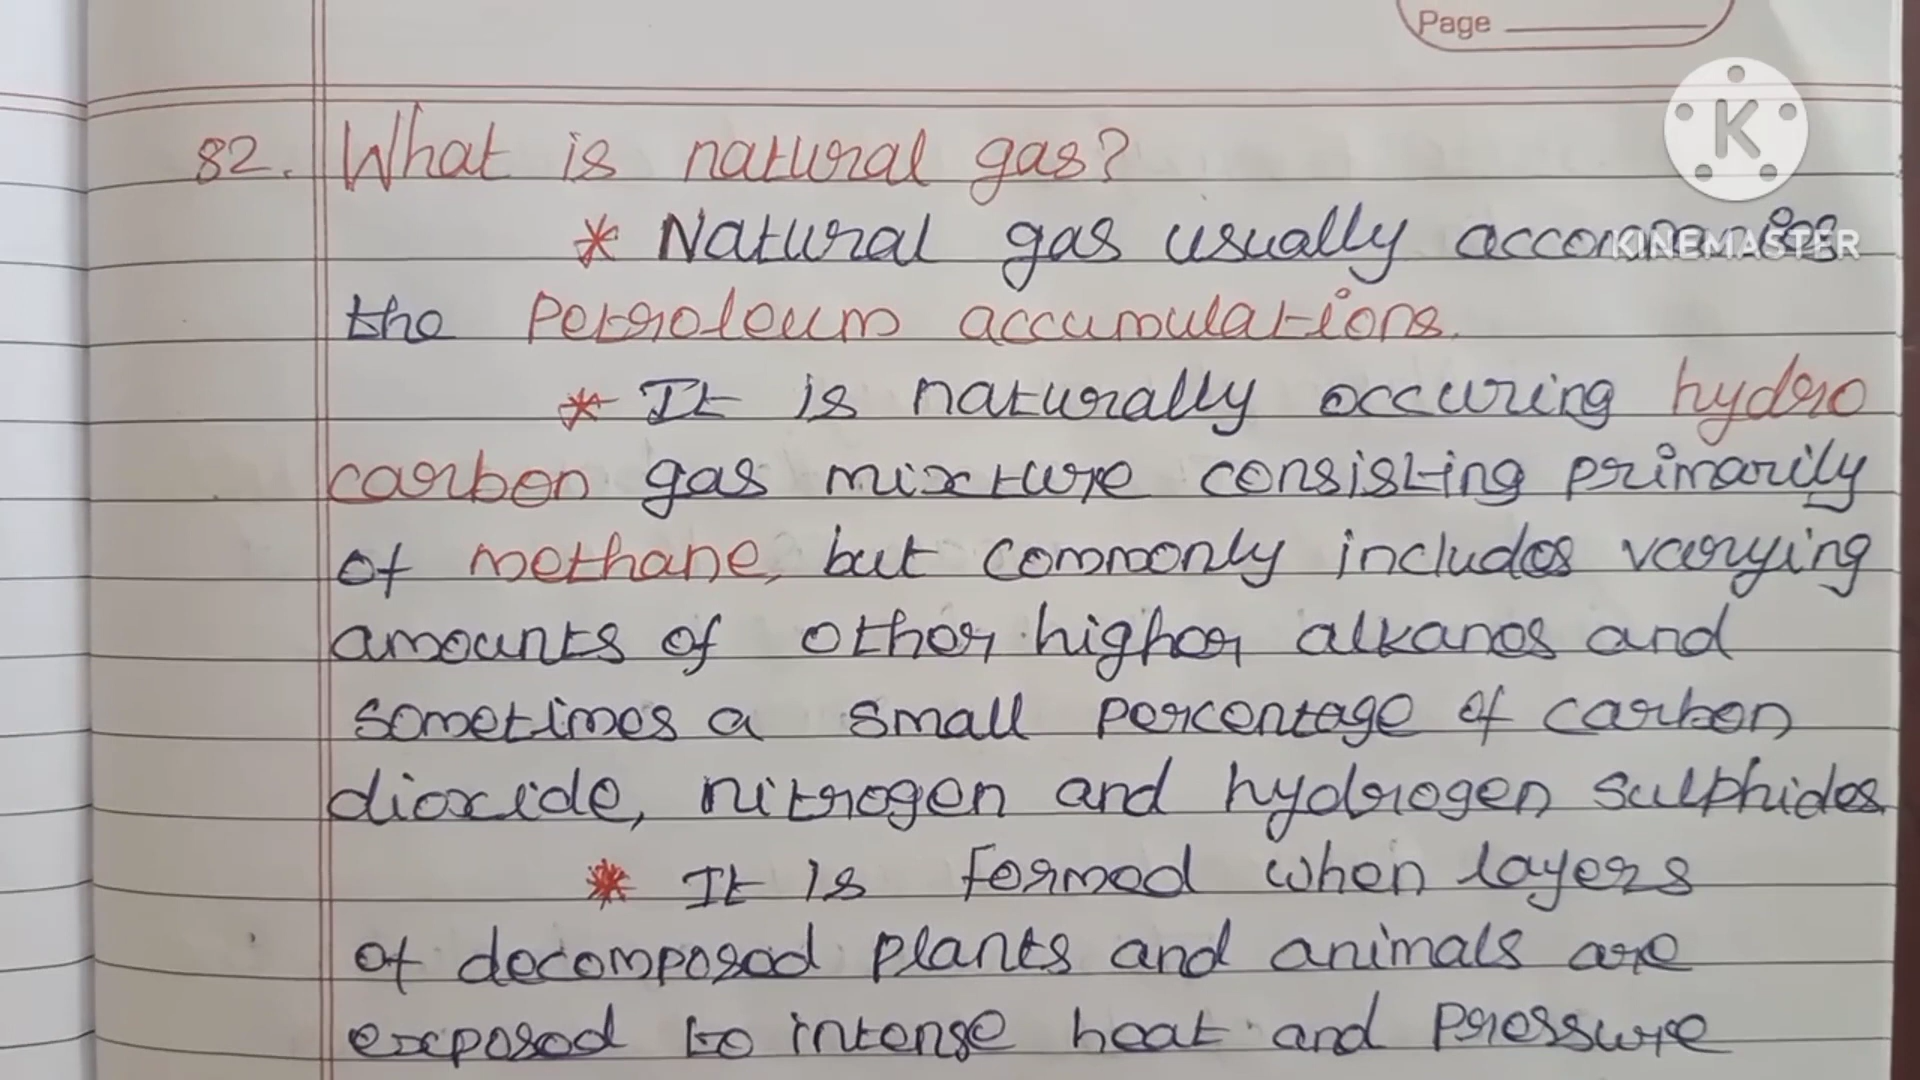 Page
K
KINEMASTER
82. What is natural gas?
* Natural gas usually accompanies
the Petroleum accumulations.
* It is naturally occuring hydro
carbon gas mixture consisting primarily
of methane, but commonly includes varying
amounts of other higher alkanes and
sometimes a small percentage of carbon
dioxide, nitrogen and hydrogen sulphides
* It is formed when layers
of decomposed plants and animals are
exposed to intense heat and Pressure